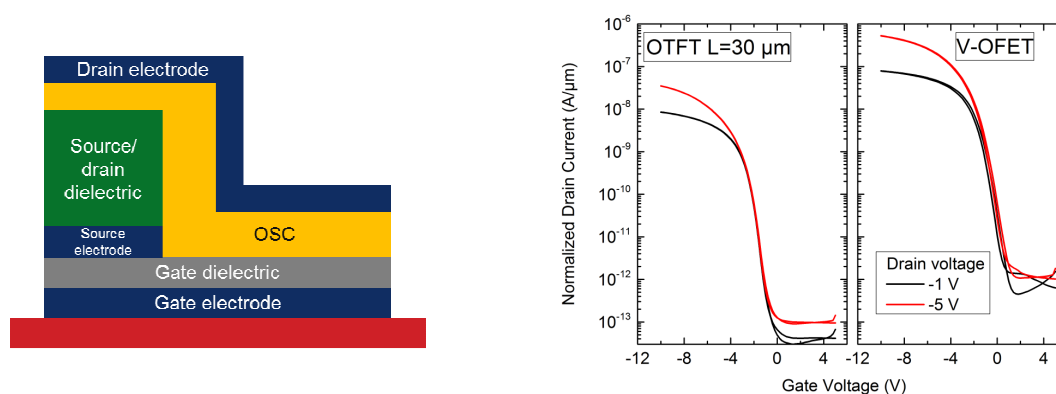 Drain electrode
Source/
drain
dielectric
Source
electrode
OSC
Gate dielectric
Gate electrode
Normalized Drain Current (A/µm)
10⁻⁶
10⁻⁷
10⁻⁸
10⁻⁹
10⁻¹⁰
10⁻¹¹
10⁻¹²
10⁻¹³
OTFT L=30 µm
V-OFET
Drain voltage
-1 V
-5 V
-12 -8 -4 0 4 -12 -8 -4 0 4
Gate Voltage (V)